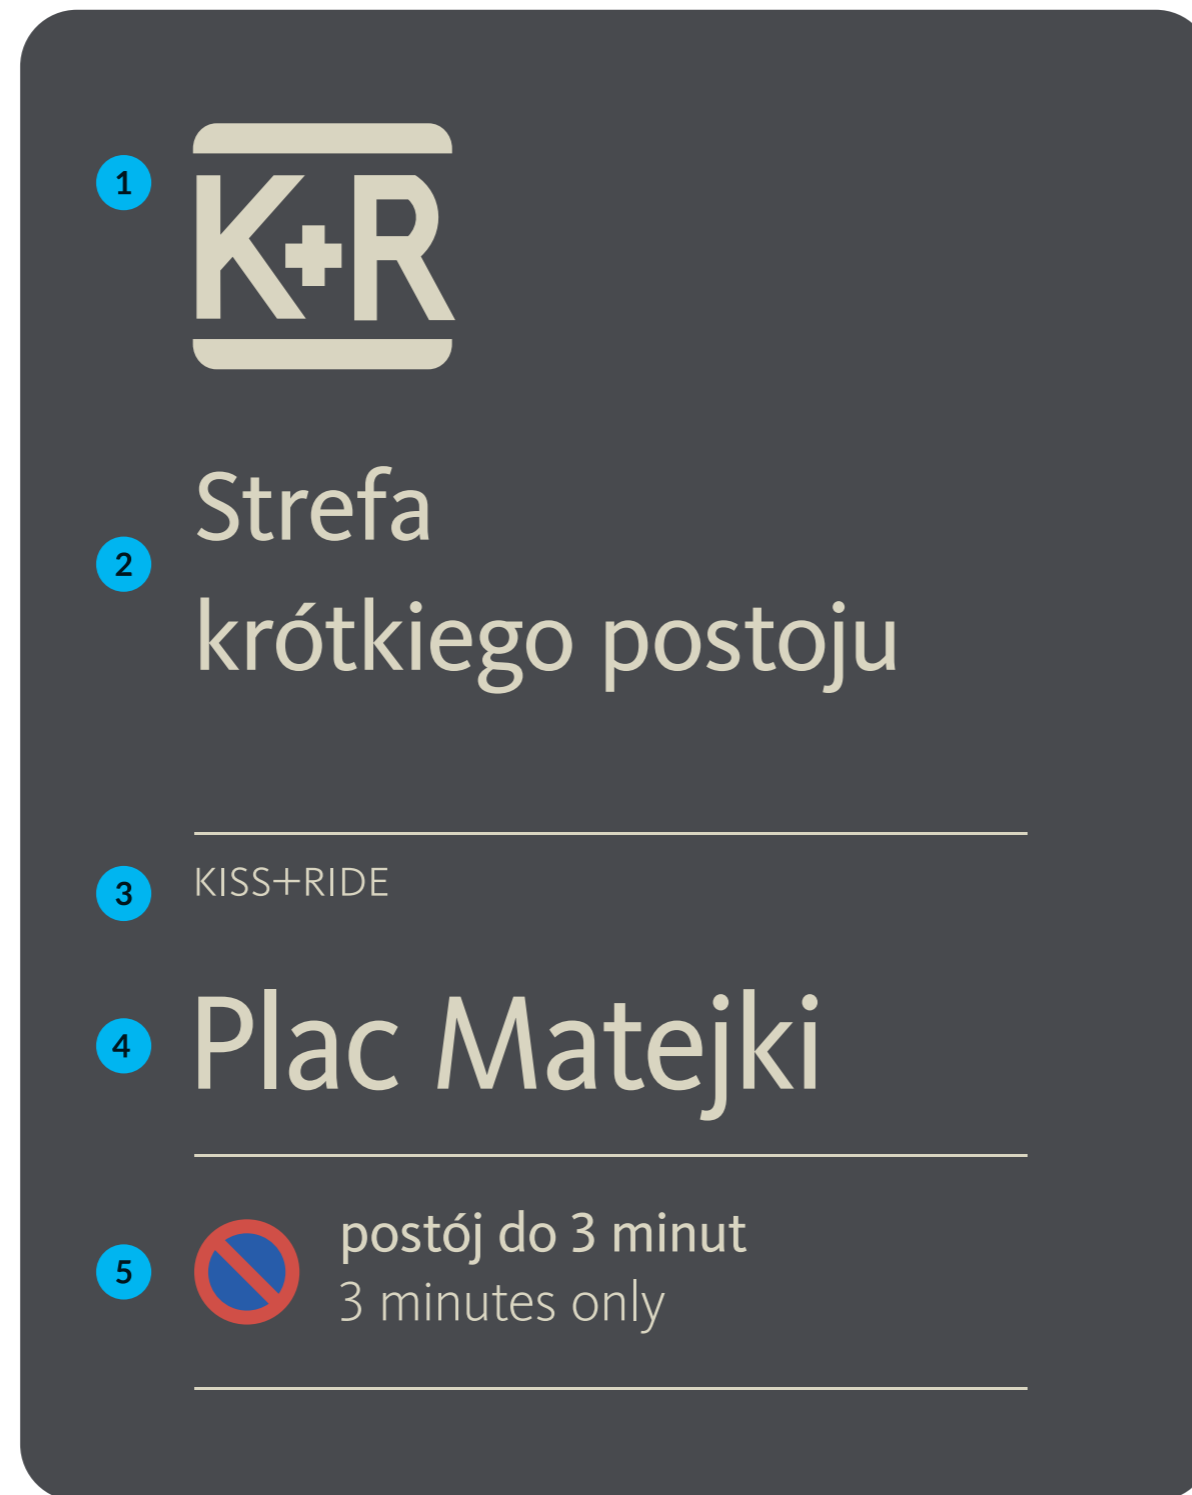 1
K+R
2
Strefa
krótkiego postoju
3
KISS+RIDE
4
Plac Matejki
5
postój do 3 minut
3 minutes only